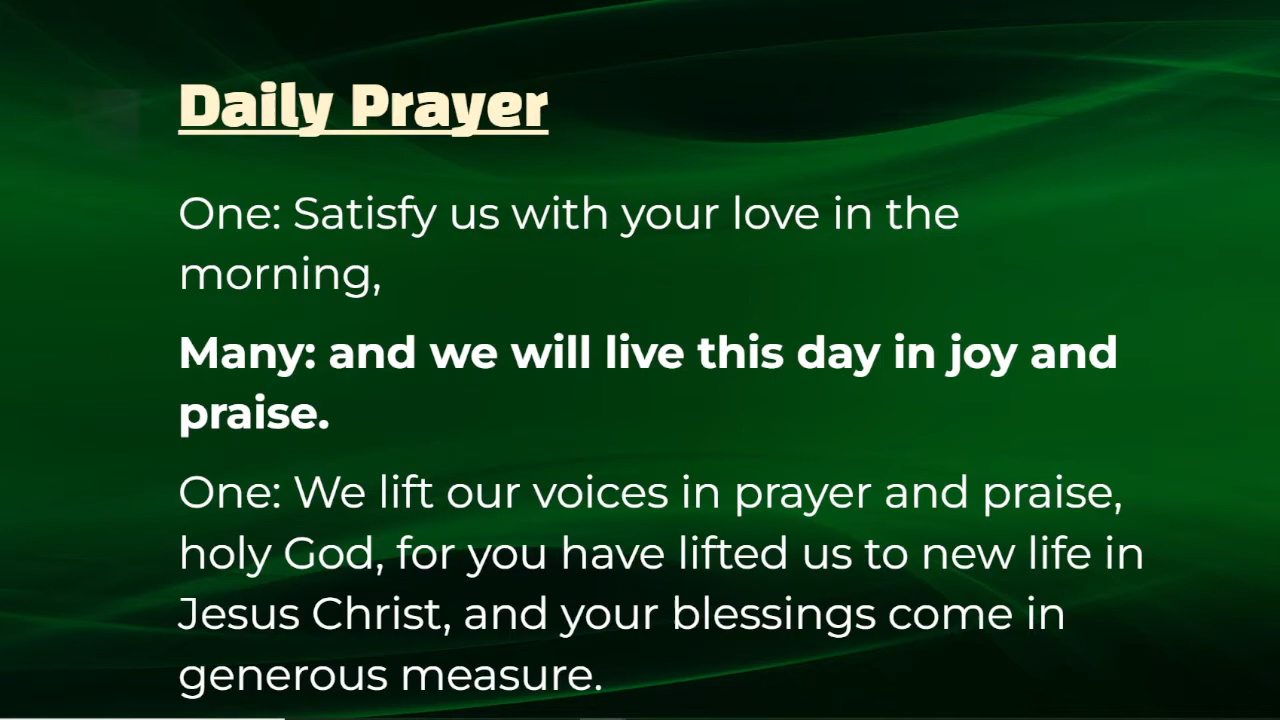 Daily Prayer
One: Satisfy us with your love in the
morning,
Many: and we will live this day in joy and
praise.
One: We lift our voices in prayer and praise,
holy God, for you have lifted us to new life in
Jesus Christ, and your blessings come in
generous measure.